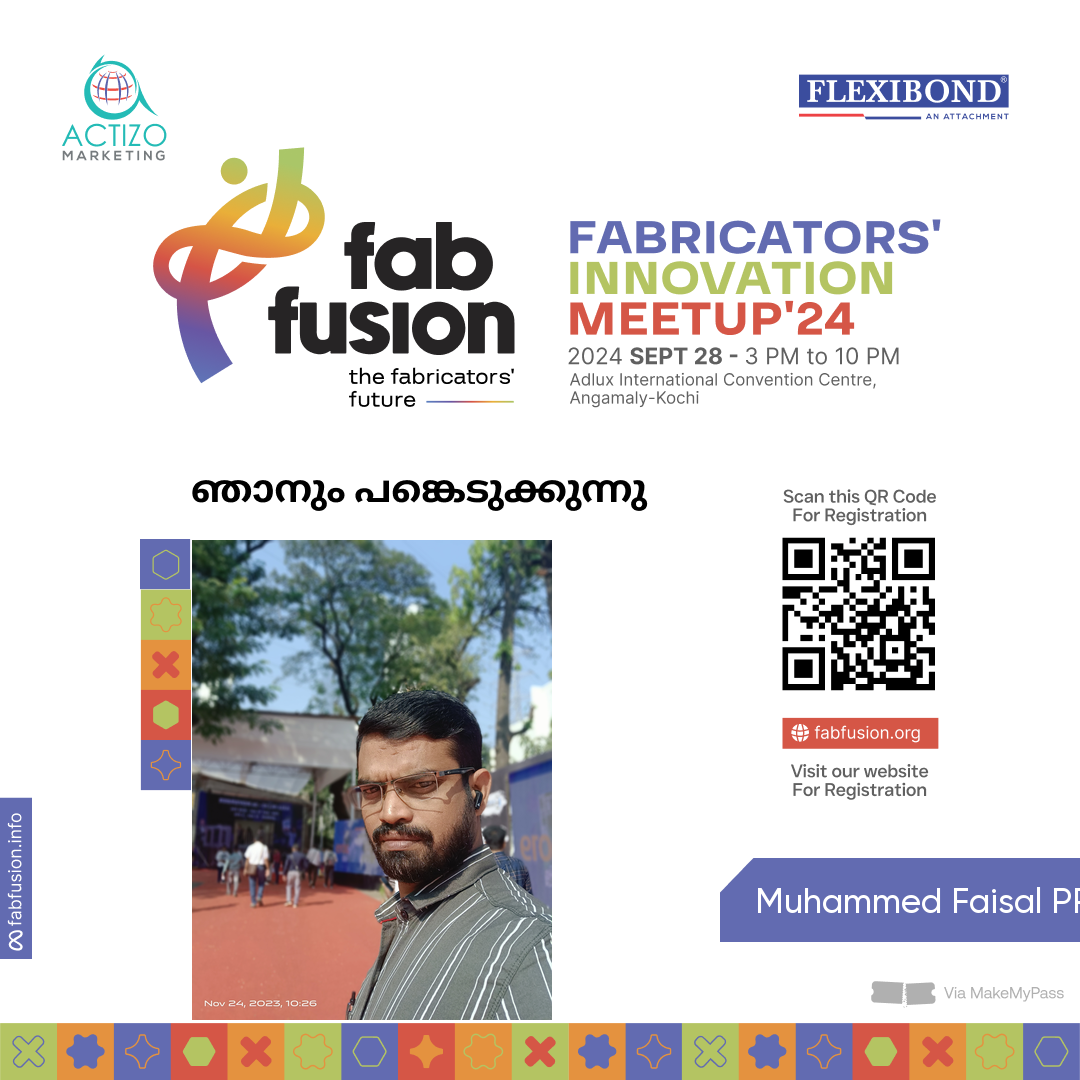 ACTIZO
MARKETING
FLEXIBOND®
AN ATTACHMENT
fab
fusion
the fabricators'
future
FABRICATORS'
INNOVATION
MEETUP'24
2024 SEPT 28 - 3 PM to 10 PM
Adlux International Convention Centre,
Angamaly-Kochi
ഞാനും പങ്കെടുക്കുന്നു
Scan this QR Code
For Registration
fabfusion.org
Visit our website
For Registration
fabfusion.info
Muhammed Faisal PP
Nov 24, 2023, 10:26
Via MakeMyPass